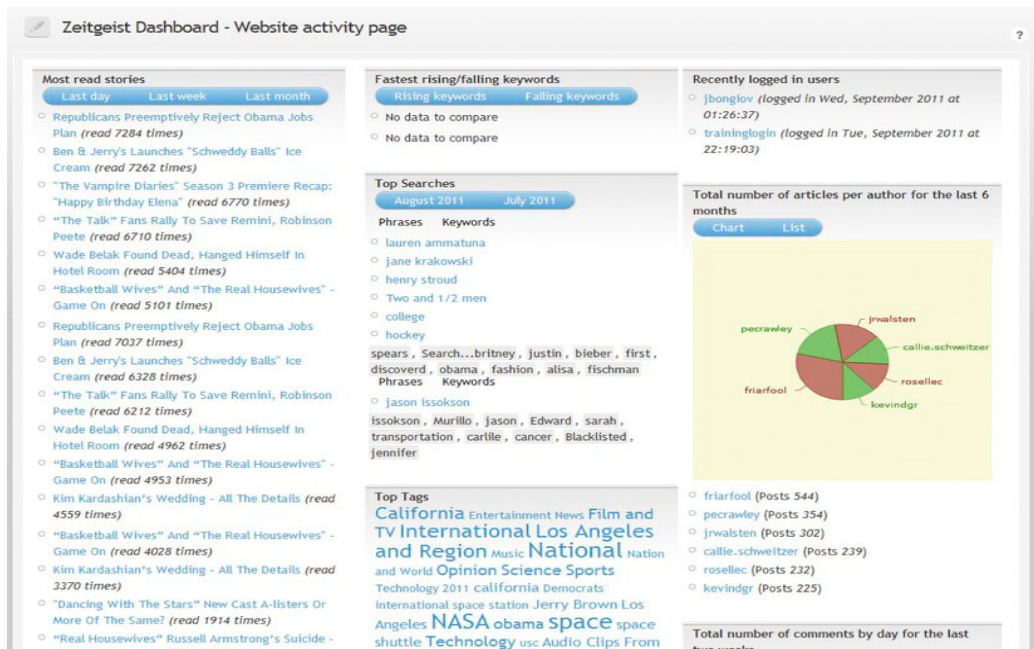 Zeitgeist Dashboard - Website activity page
?
Most read stories
Last day Last week Last month
Republicans Preemptively Reject Obama Jobs
Plan (read 7284 times)
Ben & Jerry's Launches "Schweddy Balls" Ice
Cream (read 7262 times)
"The Vampire Diaries" Season 3 Premiere Recap:
"Happy Birthday Elena" (read 6770 times)
“The Talk” Fans Rally To Save Remini, Robinson
Peete (read 6710 times)
Wade Belak Found Dead, Hanged Himself In
Hotel Room (read 5404 times)
“Basketball Wives” And “The Real Housewives” -
Game On (read 5101 times)
Republicans Preemptively Reject Obama Jobs
Plan (read 7037 times)
Ben & Jerry's Launches "Schweddy Balls" Ice
Cream (read 6328 times)
“The Talk” Fans Rally To Save Remini, Robinson
Peete (read 6212 times)
Wade Belak Found Dead, Hanged Himself In
Hotel Room (read 4962 times)
“Basketball Wives” And “The Real Housewives” -
Game On (read 4953 times)
Kim Kardashian’s Wedding - All The Details (read
4559 times)
“Basketball Wives” And “The Real Housewives” -
Game On (read 4028 times)
Kim Kardashian’s Wedding - All The Details (read
3370 times)
“Dancing With The Stars” New Cast A-listers Or
More Of The Same? (read 1914 times)
“Real Housewives” Russell Armstrong’s Suicide -
Fastest rising/falling keywords
Rising keywords Falling keywords
No data to compare
No data to compare
Top Searches
August 2011 July 2011
Phrases Keywords
lauren ammatuna
jane krakowski
henry stroud
Two and 1/2 men
college
hockey
spears , Search...britney , justin , bieber , first ,
discoverd , obama , fashion , alisa , fischman
Phrases Keywords
jason issokson
issokson , Murillo , jason , Edward , sarah ,
transportation , carlile , cancer , Blacklisted ,
jennifer
Top Tags
California Entertainment News Film and
TV International Los Angeles
and Region Music National Nation
and World Opinion Science Sports
Technology 2011 california Democrats
international space station Jerry Brown Los
Angeles NASA obama space space
shuttle Technology usc Audio Clips From
Recently logged in users
jbongiov (logged in Wed, September 2011 at
01:26:37)
traininglogin (logged in Tue, September 2011 at
22:19:03)
Total number of articles per author for the last 6
months
Chart List
jrwalsten
pecrawley
callie.schweitzer
rosellec
friarfool
kevindgr
friarfool (Posts 544)
pecrawley (Posts 354)
jrwalsten (Posts 302)
callie.schweitzer (Posts 239)
rosellec (Posts 232)
kevindgr (Posts 225)
Total number of comments by day for the last
two weeks